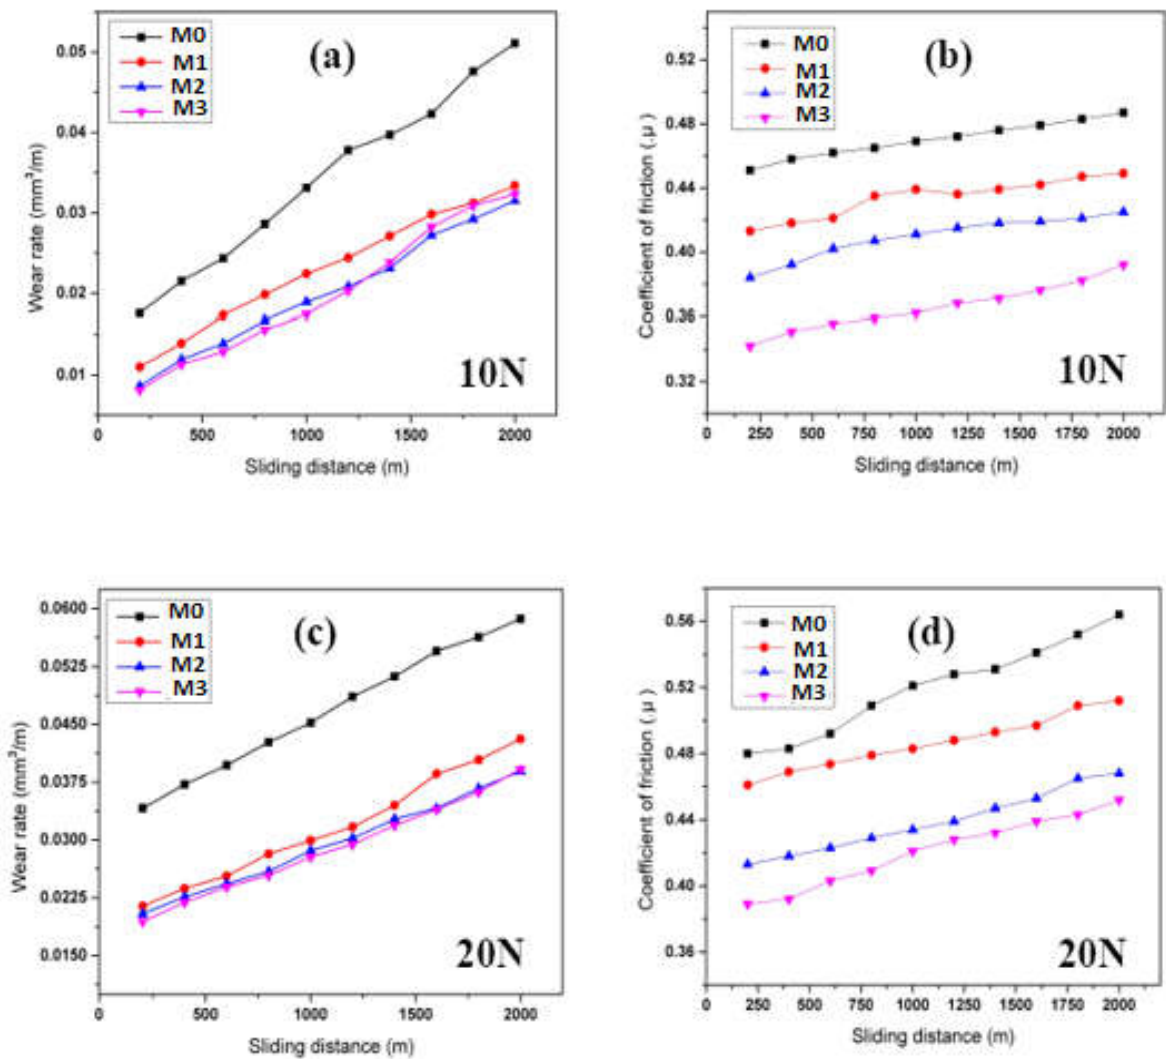 M0
M1
M2
M3
(a)
10N
0.05
0.04
0.03
0.02
0.01
Wear rate (mm³/m)
0 500 1000 1500 2000
Sliding distance (m)
M0
M1
M2
M3
(b)
10N
0.52
0.48
0.44
0.40
0.36
0.32
Coefficient of friction (.μ)
0 250 500 750 1000 1250 1500 1750 2000
Sliding distance (m)
M0
M1
M2
M3
(c)
20N
0.0600
0.0525
0.0450
0.0375
0.0300
0.0225
0.0150
Wear rate (mm³/m)
0 500 1000 1500 2000
Sliding distance (m)
M0
M1
M2
M3
(d)
20N
0.56
0.52
0.48
0.44
0.40
0.36
Coefficient of friction (.μ)
0 250 500 750 1000 1250 1500 1750 2000
Sliding distance (m)